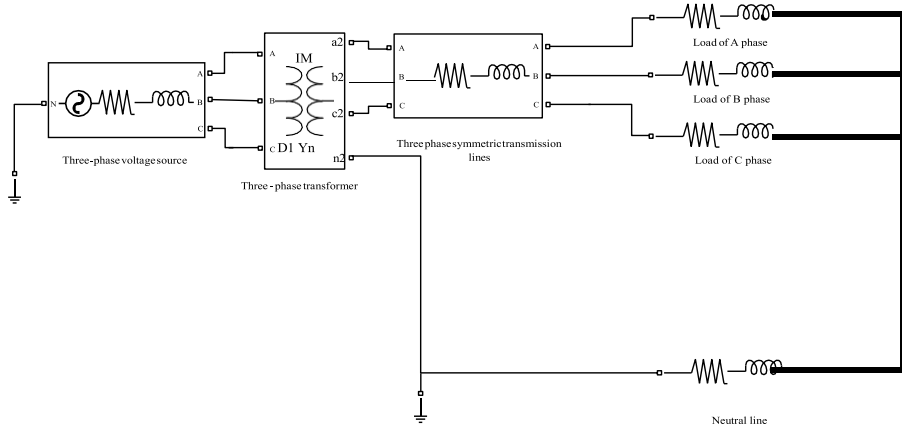 N
A
B
C
Three-phase voltage source
A
B
C
IM
D1 Yn
a2
b2
c2
n2
Three - phase transformer
A
B
C
A
B
C
Three phase symmetric transmission
lines
Load of A phase
Load of B phase
Load of C phase
Neutral line